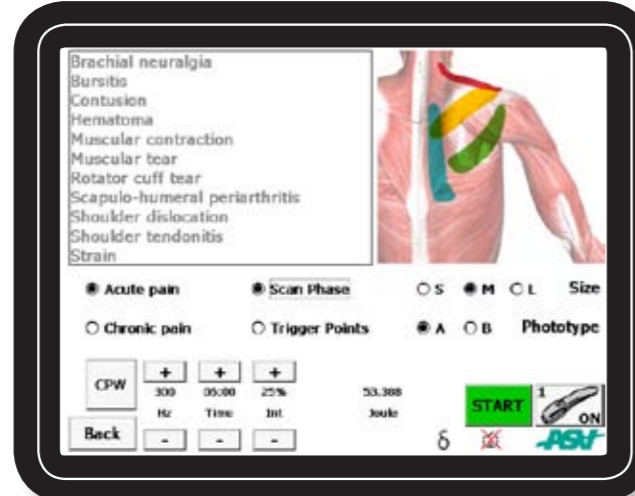 Brachial neuralgia
Bursitis
Contusion
Hematoma
Muscular contraction
Muscular tear
Rotator cuff tear
Scapulo-humeral periarthritis
Shoulder dislocation
Shoulder tendonitis
Strain
Acute pain Scan Phase S M L Size
Chronic pain Trigger Points A B Phototype
CPW + + +
300 05:00 25% 53.388
Hz Time Int Joule
START 1 ON
Back - - - δ ASA